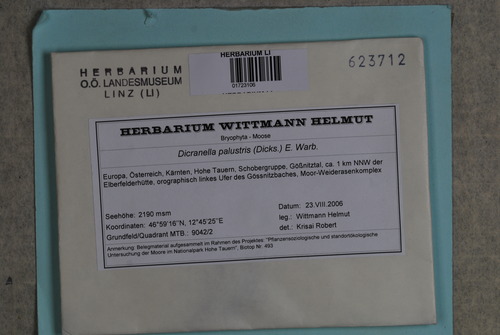 HERBARIUM
O.Ö. LANDESMUSEUM
LINZ (LI)
HERBARIUM LI
01723106
623712
HERBARIUM WITTMANN HELMUT
Bryophyta - Moose
Dicranella palustris (Dicks.) E. Warb.
Europa, Österreich, Kärnten, Hohe Tauern, Schobergruppe, Gößnitztal, ca. 1 km NNW der
Elberfelderhütte, orographisch linkes Ufer des Gössnitzbaches, Moor-Weiderasenkomplex
Seehöhe: 2190 msm
Koordinaten: 46°59'16"N, 12°45'25"E
Grundfeld/Quadrant MTB.: 9042/2
Datum: 23.VIII.2006
leg.: Wittmann Helmut
det.: Krisai Robert
Anmerkung: Belegmaterial aufgesammelt im Rahmen des Projektes: "Pflanzensoziologische und standortökologische
Untersuchung der Moore im Nationalpark Hohe Tauern". Biotop Nr. 493